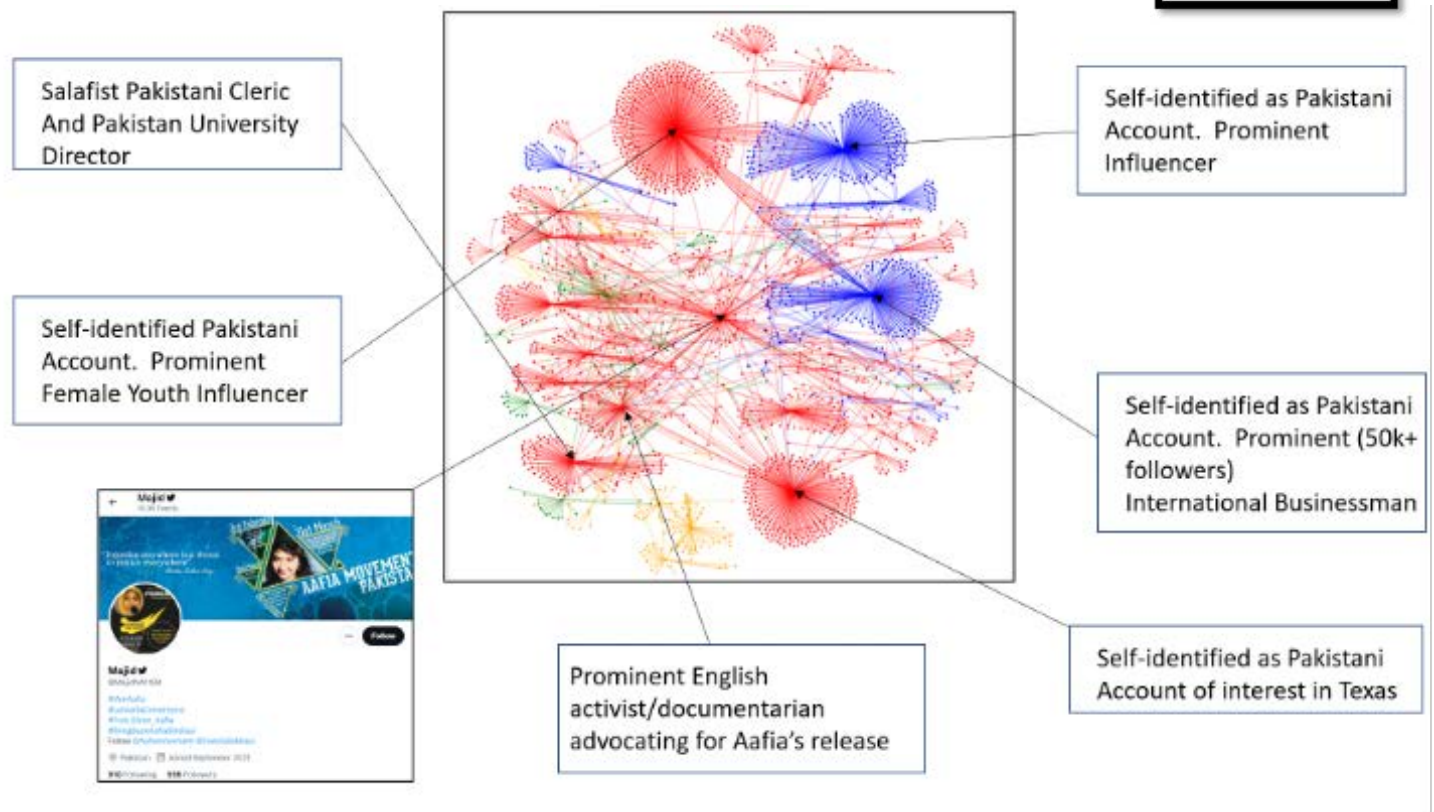 Salafist Pakistani Cleric
And Pakistan University
Director
Self-identified as Pakistani
Account. Prominent
Influencer
Self-identified Pakistani
Account. Prominent
Female Youth Influencer
Self-identified as Pakistani
Account. Prominent (50k+
followers)
International Businessman
Majid
AAFIA MOVEMENT
PAKISTA
Follow
Majid
Pakistan
Following
Followers
Prominent English
activist/documentarian
advocating for Aafia's release
Self-identified as Pakistani
Account of interest in Texas